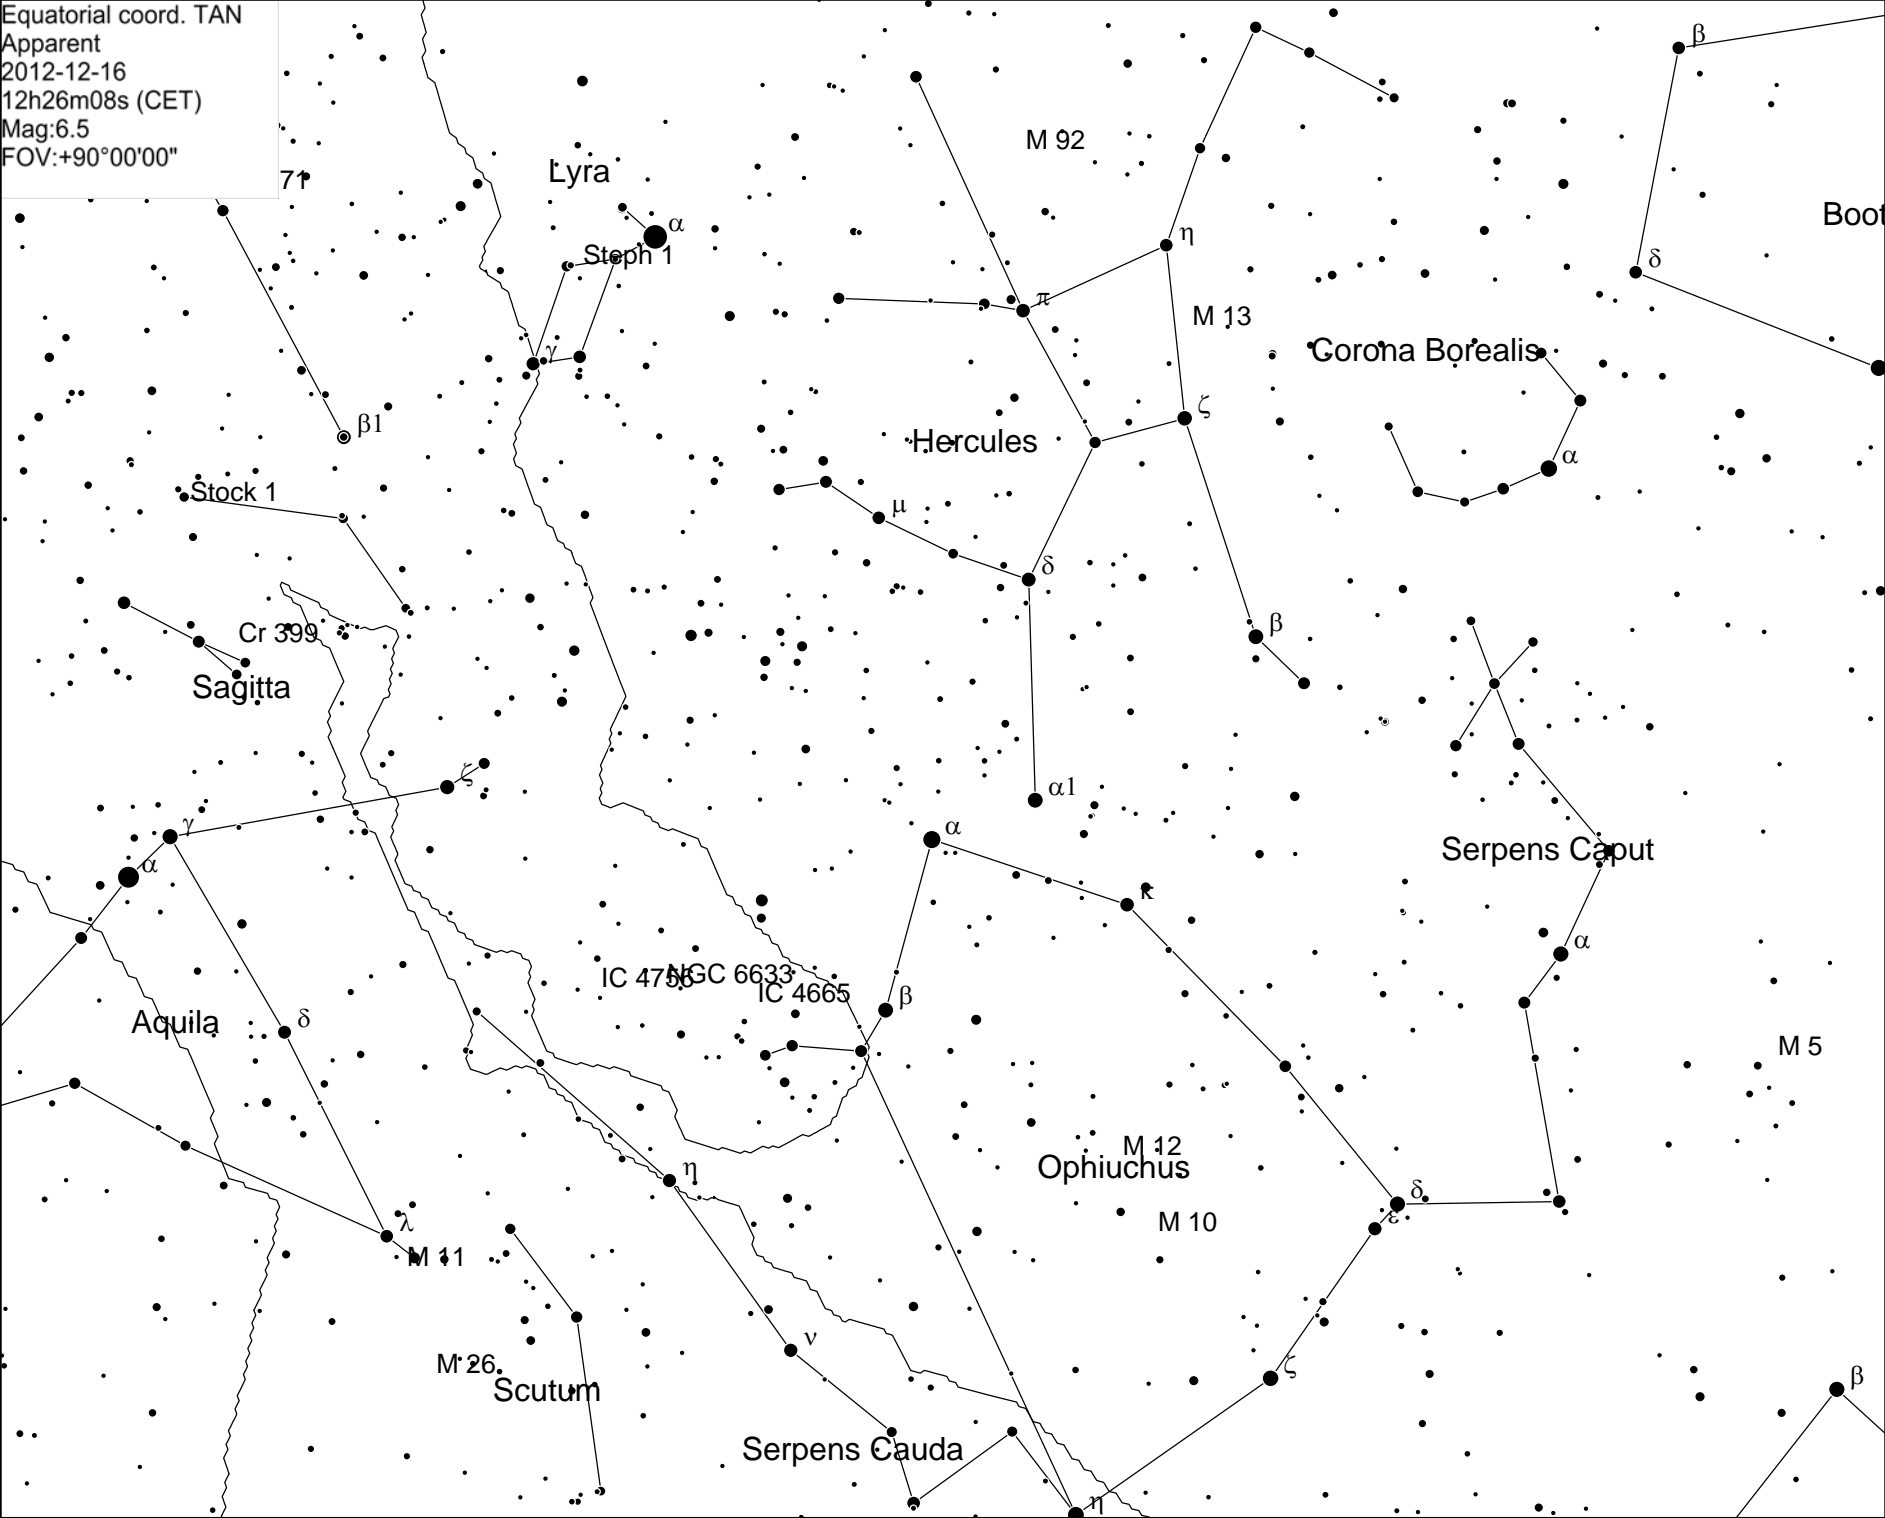 Equatorial coord. TAN
Apparent
2012-12-16
12h26m08s (CET)
Mag:6.5
FOV:+90°00'00"
β
M 92
71
Lyra
α
Boot
η
Steph 1
δ
π
M 13
γ
Corona Borealis
β1
ζ
Hercules
α
Stock 1
μ
δ
β
Cr 399
Sagitta
ζ
α1
γ
α
Serpens Caput
α
κ
α
IC 4756
NGC 6633
IC 4665
β
Aquila
δ
M 5
M 12
Ophiuchus
η
δ
ε
λ
M 10
M 11
ν
M 26
ζ
Scutum
β
Serpens Cauda
η